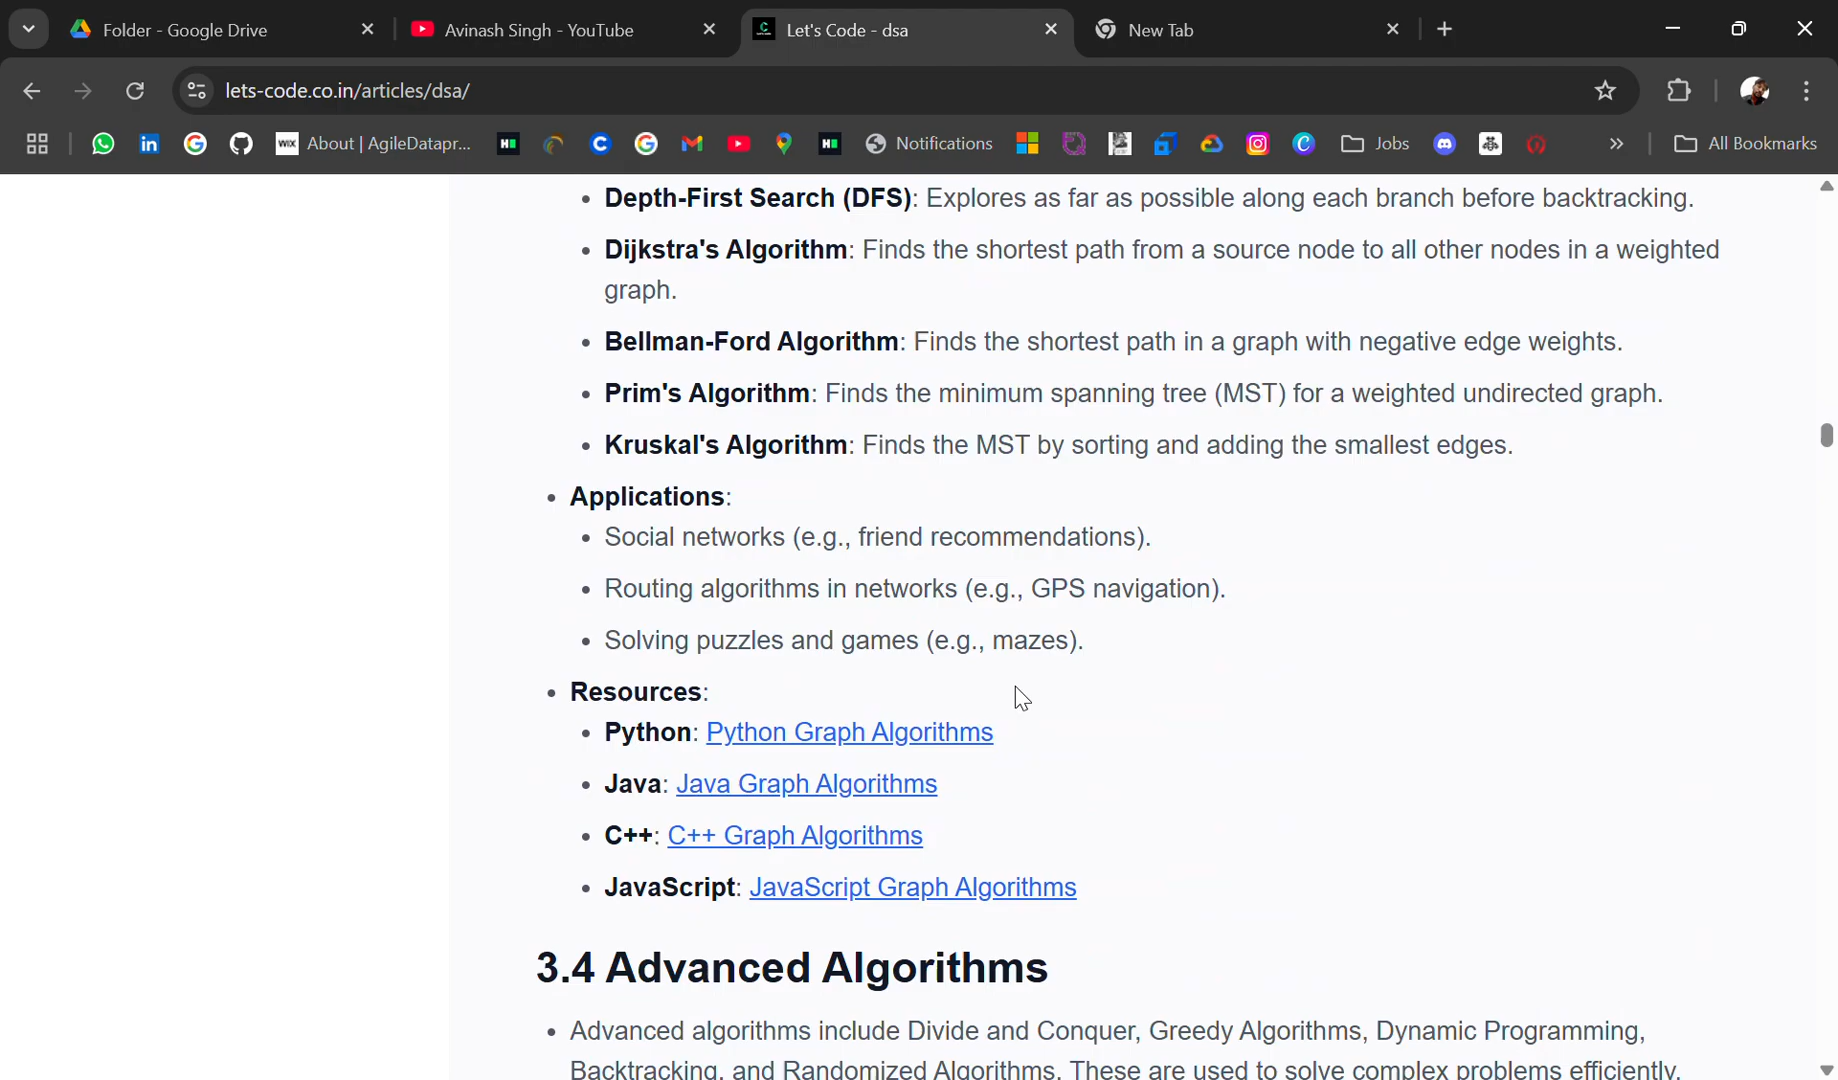 Folder - Google Drive
Avinash Singh - YouTube
Let's Code - dsa
New Tab
lets-code.co.in/articles/dsa/
WiX About | AgileDatapr...
Notifications
Jobs
All Bookmarks
• Depth-First Search (DFS): Explores as far as possible along each branch before backtracking.
• Dijkstra's Algorithm: Finds the shortest path from a source node to all other nodes in a weighted
graph.
• Bellman-Ford Algorithm: Finds the shortest path in a graph with negative edge weights.
• Prim's Algorithm: Finds the minimum spanning tree (MST) for a weighted undirected graph.
• Kruskal's Algorithm: Finds the MST by sorting and adding the smallest edges.
• Applications:
• Social networks (e.g., friend recommendations).
• Routing algorithms in networks (e.g., GPS navigation).
• Solving puzzles and games (e.g., mazes).
• Resources:
• Python: Python Graph Algorithms
• Java: Java Graph Algorithms
• C++: C++ Graph Algorithms
• JavaScript: JavaScript Graph Algorithms
3.4 Advanced Algorithms
• Advanced algorithms include Divide and Conquer, Greedy Algorithms, Dynamic Programming,
Backtracking, and Randomized Algorithms. These are used to solve complex problems efficiently.